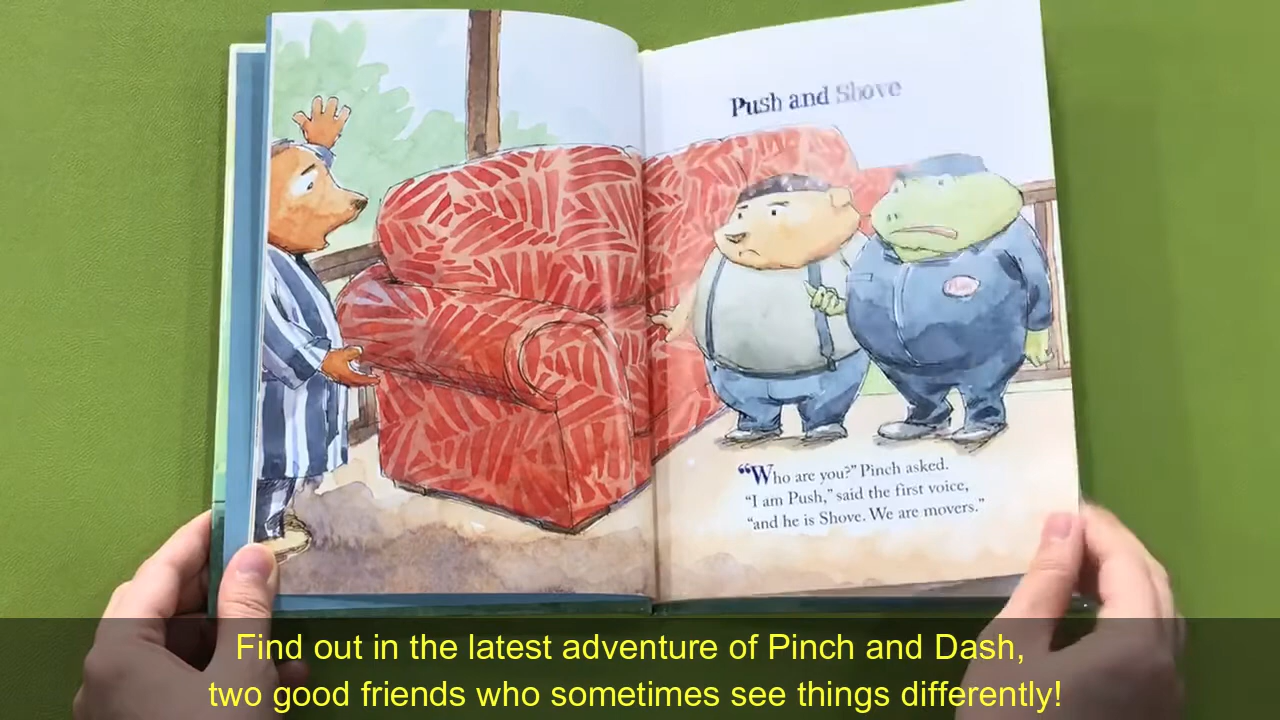 Push and Shove
“Who are you?” Pinch asked.
“I am Push,” said the first voice,
“and he is Shove. We are movers.”
Find out in the latest adventure of Pinch and Dash,
two good friends who sometimes see things differently!